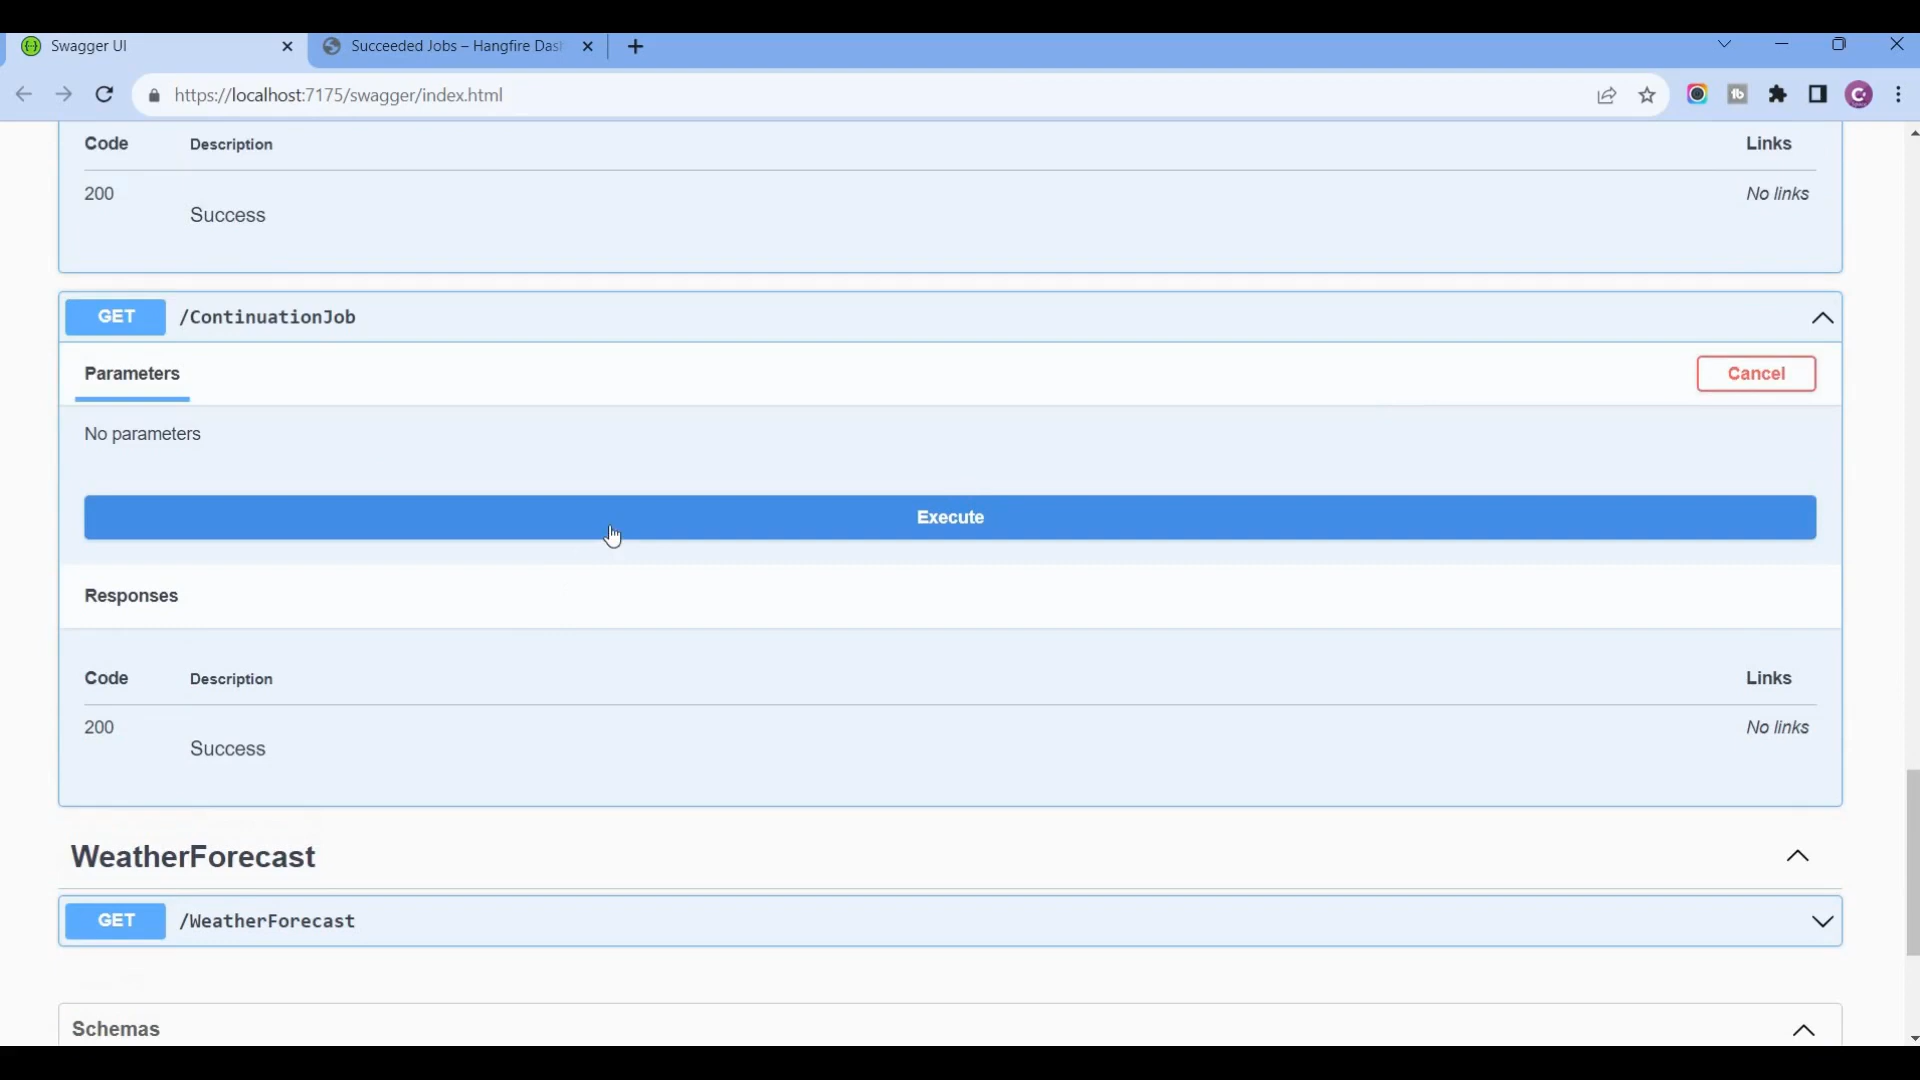 Swagger UI
Succeeded Jobs – Hangfire Das
https://localhost:7175/swagger/index.html
Code Description Links
200 No links
Success
GET /ContinuationJob
Parameters Cancel
No parameters
Execute
Responses
Code Description Links
200 No links
Success
WeatherForecast
GET /WeatherForecast
Schemas